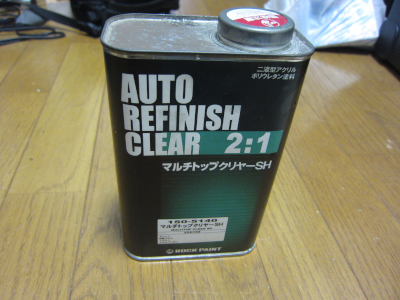 二液型アクリル
ポリウレタン塗料
AUTO
REFINISH
CLEAR 2:1
マルチトップクリヤーSH
150-5140
マルチトップクリヤーSH
ROCK PAINT